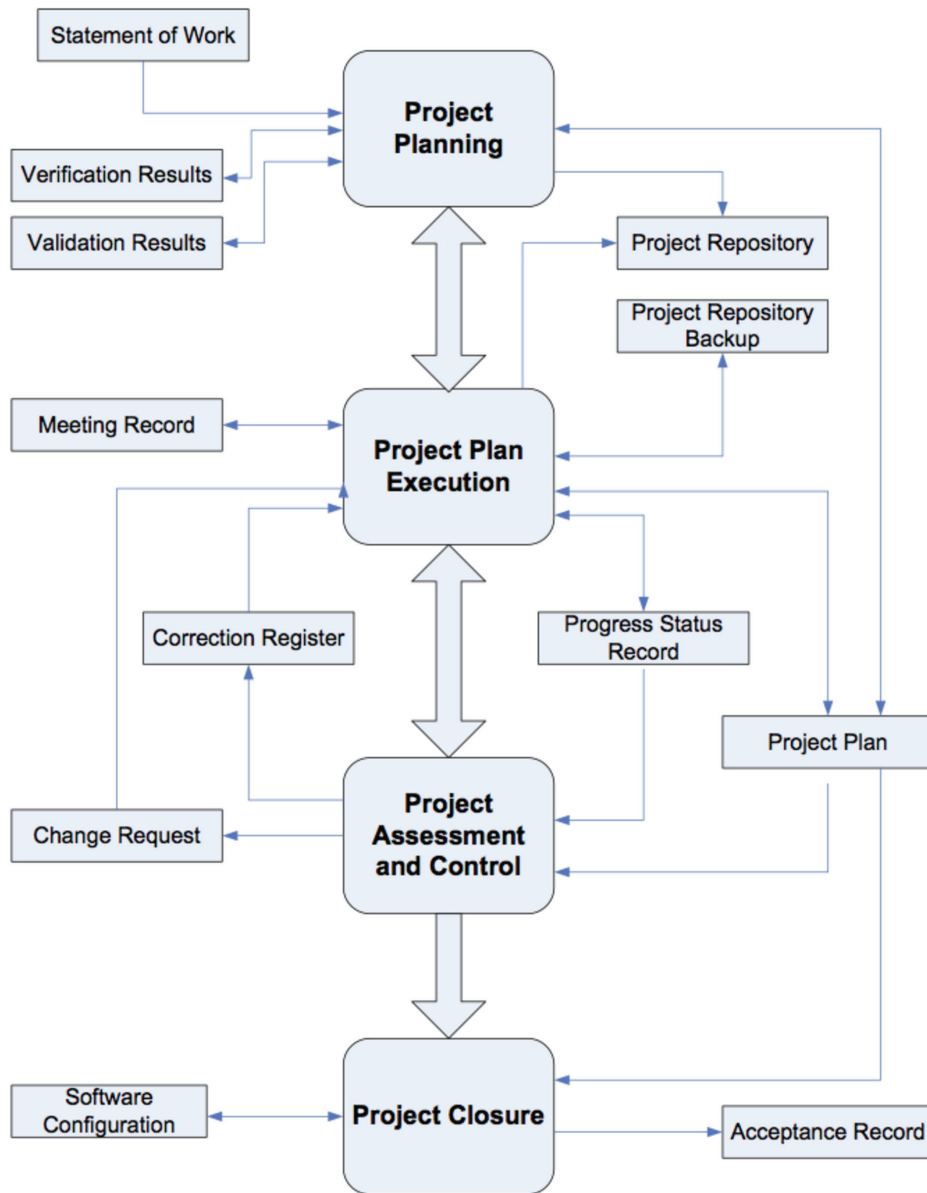 Statement of Work
Project
Planning
Verification Results
Validation Results
Project Repository
Project Repository
Backup
Meeting Record
Project Plan
Execution
Correction Register
Progress Status
Record
Project Plan
Project
Assessment
and Control
Change Request
Software
Configuration
Project Closure
Acceptance Record